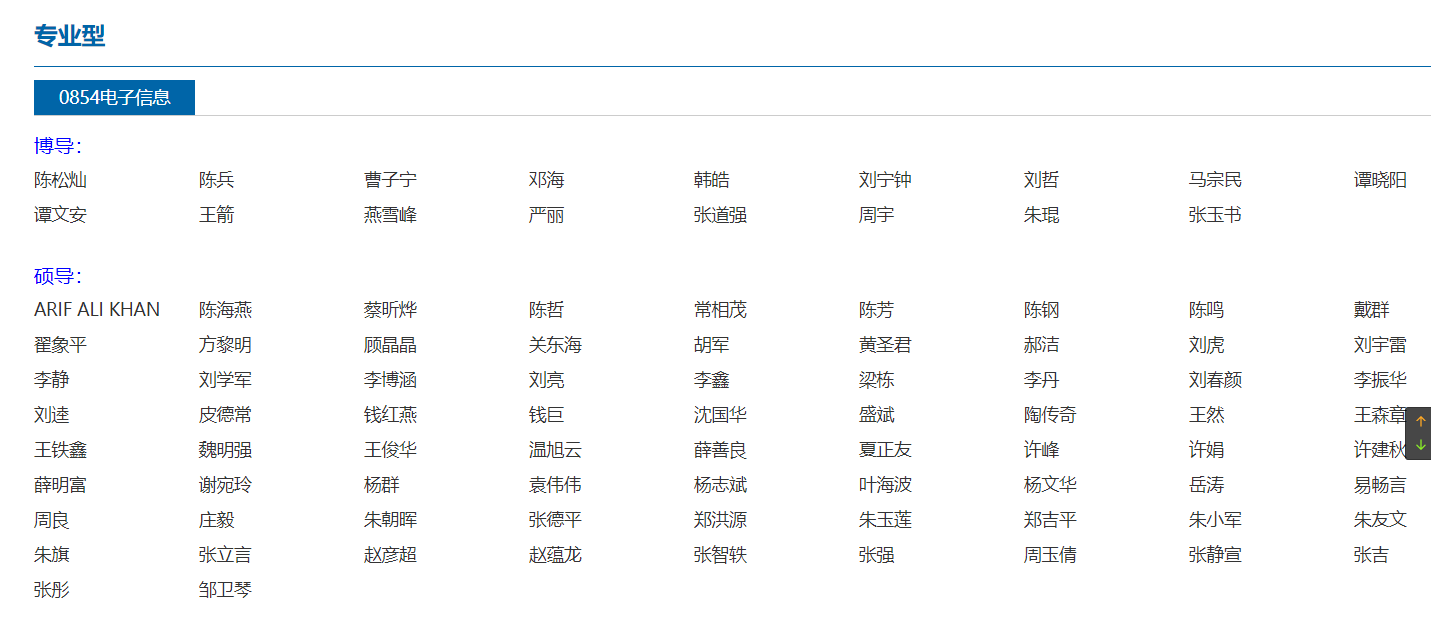 专业型
0854电子信息
博导：
陈松灿 陈兵 曹子宁 邓海 韩皓 刘宁钟 刘哲 马宗民 谭晓阳
谭文安 王箭 燕雪峰 严丽 张道强 周宇 朱琨 张玉书
硕导：
ARIF ALI KHAN 陈海燕 蔡昕烨 陈哲 常相茂 陈芳 陈钢 陈鸣 戴群
翟象平 方黎明 顾晶晶 关东海 胡军 黄圣君 郝洁 刘虎 刘宇雷
李静 刘学军 李博涵 刘亮 李鑫 梁栋 李丹 刘春颜 李振华
刘逵 皮德常 钱红燕 钱巨 沈国华 盛斌 陶传奇 王然 王森章
王铁鑫 魏明强 王俊华 温旭云 薛善良 夏正友 许峰 许娟 许建秋
薛明富 谢宛玲 杨群 袁伟伟 杨志斌 叶海波 杨文华 岳涛 易畅言
周良 庄毅 朱朝晖 张德平 郑洪源 朱玉莲 郑吉平 朱小军 朱友文
朱旗 张立言 赵彦超 赵蕴龙 张智轶 张强 周玉倩 张静宣 张吉
张彤 邹卫琴